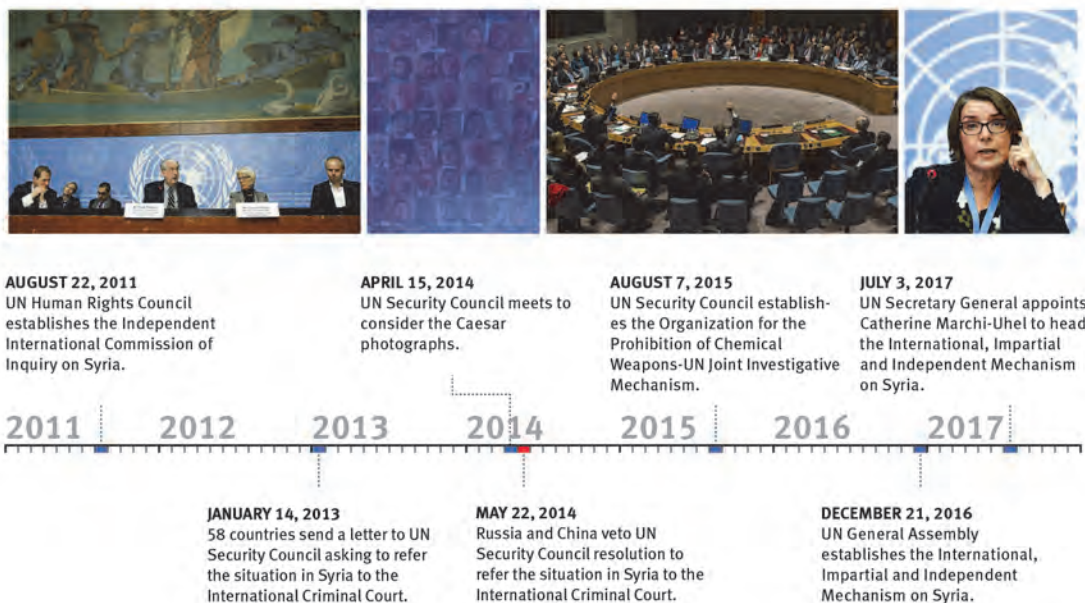 AUGUST 22, 2011
UN Human Rights Council
establishes the Independent
International Commission of
Inquiry on Syria.
APRIL 15, 2014
UN Security Council meets to
consider the Caesar
photographs.
AUGUST 7, 2015
UN Security Council establish-
es the Organization for the
Prohibition of Chemical
Weapons-UN Joint Investigative
Mechanism.
JULY 3, 2017
UN Secretary General appoints
Catherine Marchi-Uhel to head
the International, Impartial
and Independent Mechanism
on Syria.
2011 2012 2013 2014 2015 2016 2017
JANUARY 14, 2013
58 countries send a letter to UN
Security Council asking to refer
the situation in Syria to the
International Criminal Court.
MAY 22, 2014
Russia and China veto UN
Security Council resolution to
refer the situation in Syria to the
International Criminal Court.
DECEMBER 21, 2016
UN General Assembly
establishes the International,
Impartial and Independent
Mechanism on Syria.